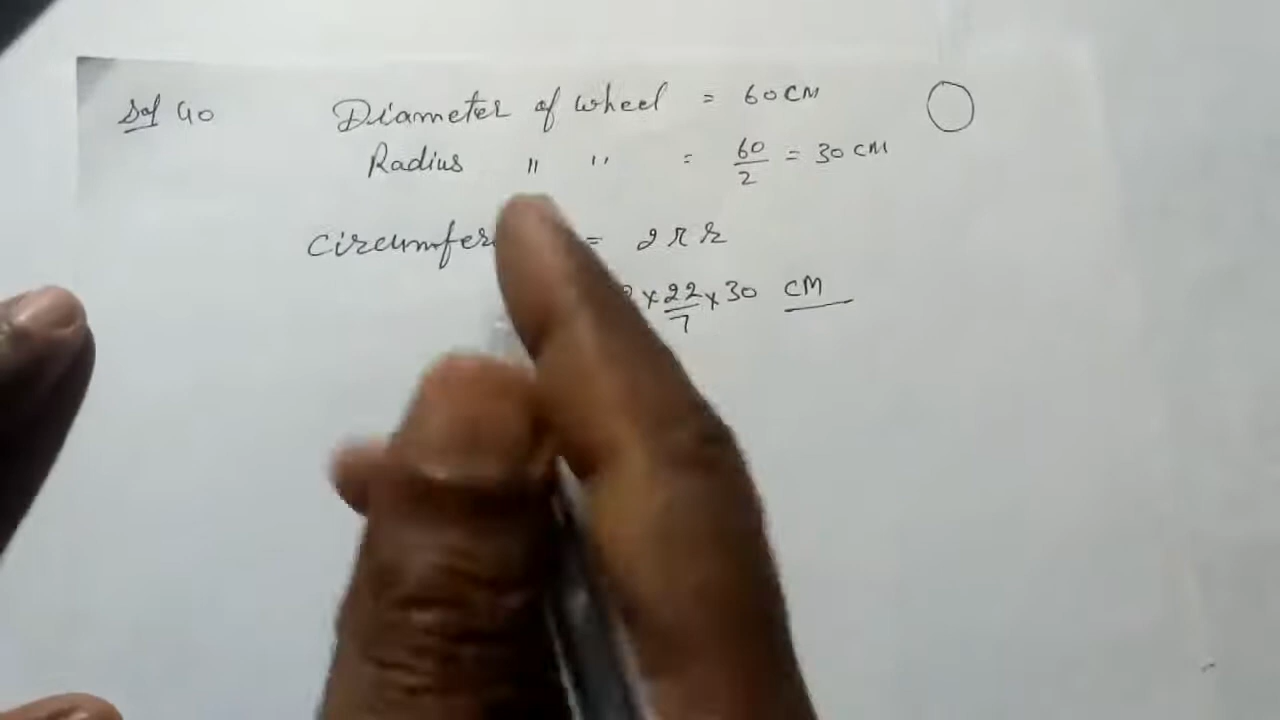 Sol 40 Diameter of wheel = 60 CM
Radius " " = 60/2 = 30 CM
Circumfer = 2πr
× 22/7 × 30 CM